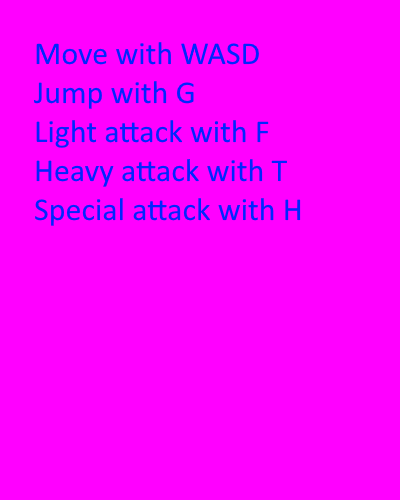 Move with WASD
Jump with G
Light attack with F
Heavy attack with T
Special attack with H